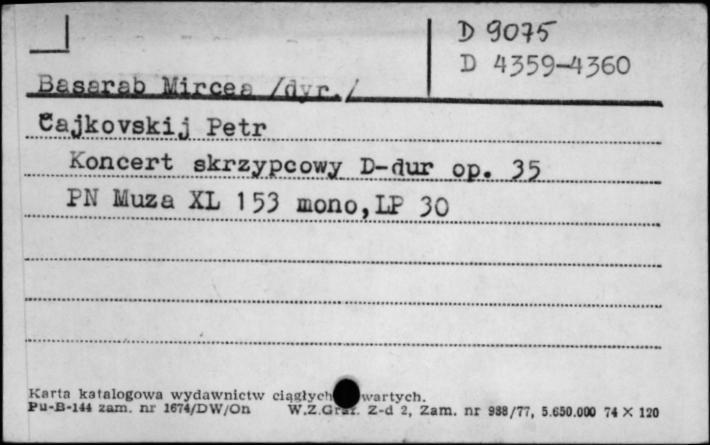 D 9075
D 4359-4360
Basarab Mircea /dyr./
Čajkovskij Petr
Koncert skrzypcowy D-dur op. 35
PN Muza XL 153 mono, LP 30
Karta katalogowa wydawnictw ciągłych wartych.
Pu-B-144 zam. nr 1674/DW/On W.Z.Graf. Z-d 2, Zam. nr 988/77, 5.650.000 74 X 120